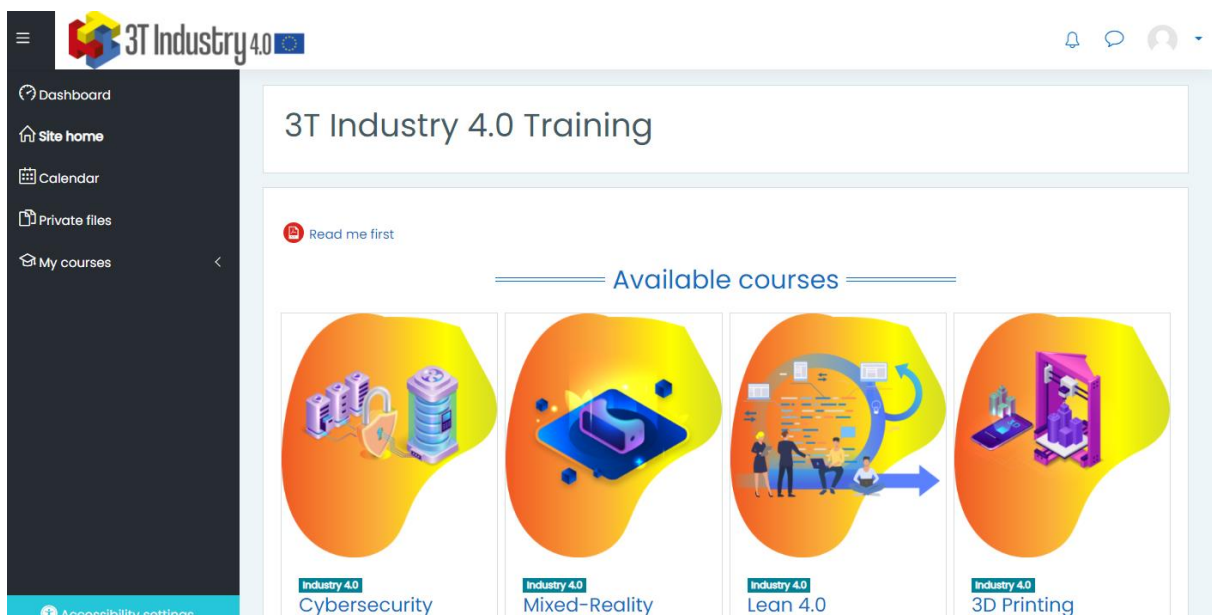 3T Industry 4.0
Dashboard
Site home
Calendar
Private files
My courses
3T Industry 4.0 Training
Read me first
Available courses
Industry 4.0
Cybersecurity
Industry 4.0
Mixed-Reality
Industry 4.0
Lean 4.0
Industry 4.0
3D Printing
Accessibility settings